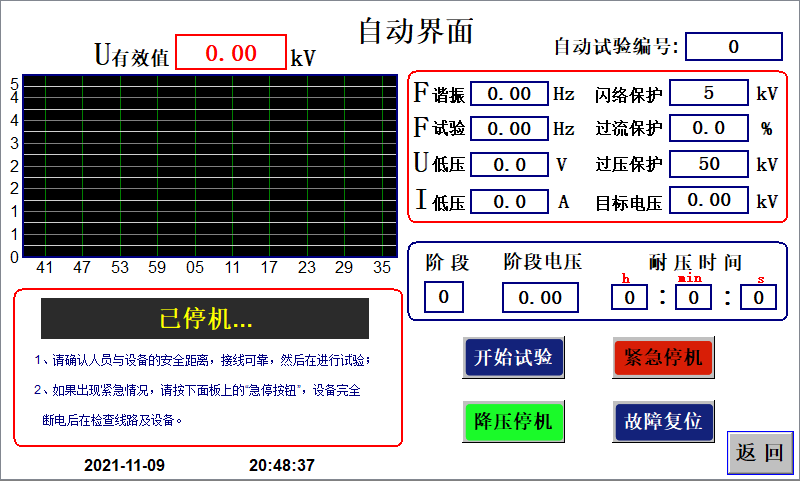 自动界面
U有效值 0.00 kV
自动试验编号: 0
5
4
4
3
3
2
2
1
1
0
41 47 53 59 05 11 17 23 29 35
F谐振 0.00 Hz 闪络保护 5 kV
F试验 0.00 Hz 过流保护 0.0 %
U低压 0.0 V 过压保护 50 kV
I低压 0.0 A 目标电压 0.00 kV
阶段 阶段电压 耐压时间
h min s
0 0.00 0 : 0 : 0
已停机...
1、请确认人员与设备的安全距离，接线可靠，然后在进行试验；
2、如果出现紧急情况，请按下面板上的“急停按钮”，设备完全
断电后在检查线路及设备。
开始试验 紧急停机
降压停机 故障复位
返回
2021-11-09 20:48:37